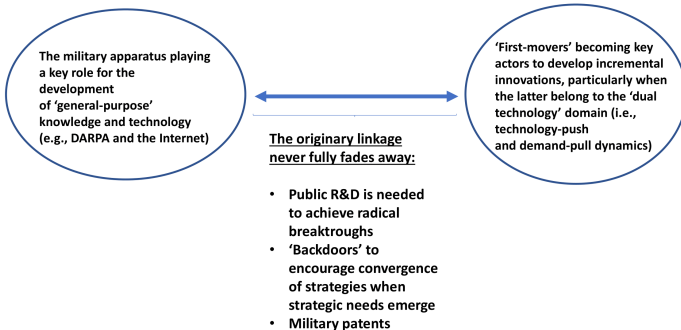 The military apparatus playing
a key role for the
development
of ‘general-purpose’
knowledge and technology
(e.g., DARPA and the Internet)
‘First-movers’ becoming key
actors to develop incremental
innovations, particularly when
the latter belong to the ‘dual
technology’ domain (i.e.,
technology-push
and demand-pull dynamics)
The originary linkage
never fully fades away:
• Public R&D is needed
to achieve radical
breaktroughs
• ‘Backdoors’ to
encourage convergence
of strategies when
strategic needs emerge
• Military patents